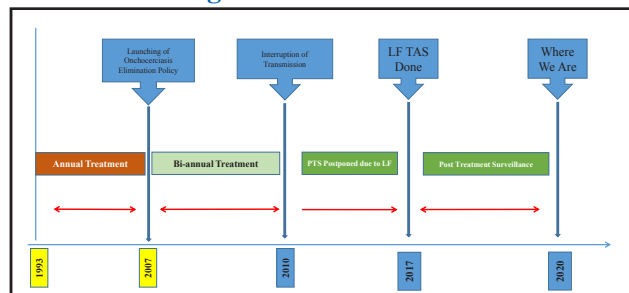 Launching of
Onchocerciasis
Elimination Policy
Interruption of
Transmission
LF TAS
Done
Where
We Are
Annual Treatment
Bi-annual Treatment
PTS Postponed due to LF
Post Treatment Surveillance
1993
2007
2010
2017
2020